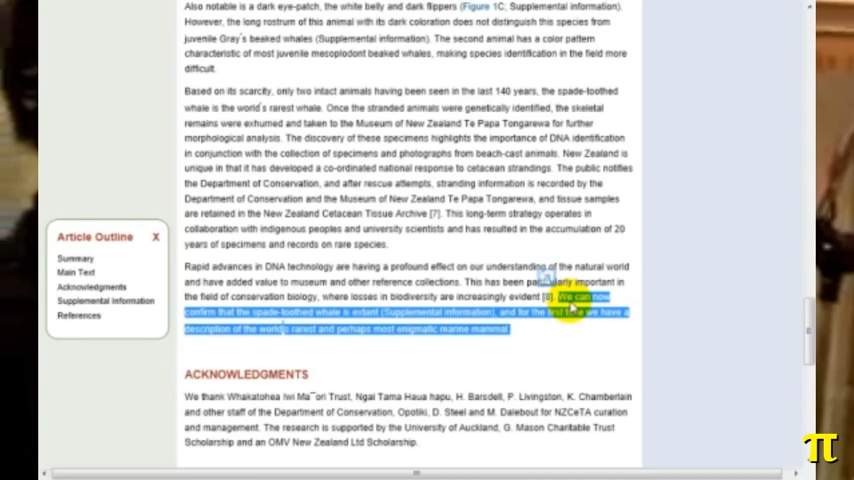 Also notable is a dark eye-patch, the white belly and dark flippers (Figure 1C; Supplemental information).
However, the long rostrum of this animal with its dark coloration does not distinguish this species from
juvenile Gray's beaked whales (Supplemental information). The second animal has a color pattern
characteristic of most juvenile mesoplodont beaked whales, making species identification in the field more
difficult.
Based on its scarcity, only two intact animals having been seen in the last 140 years, the spade-toothed
whale is the world's rarest whale. Once the stranded animals were genetically identified, the skeletal
remains were exhumed and taken to the Museum of New Zealand Te Papa Tongarewa for further
morphological analysis. The discovery of these specimens highlights the importance of DNA identification
in conjunction with the collection of specimens and photographs from beach-cast animals. New Zealand is
unique in that it has developed a co-ordinated national response to cetacean strandings. The public notifies
the Department of Conservation, and after rescue attempts, stranding information is recorded by the
Department of Conservation and the Museum of New Zealand Te Papa Tongarewa, and tissue samples
are retained in the New Zealand Cetacean Tissue Archive [7]. This long-term strategy operates in
collaboration with indigenous peoples and university scientists and has resulted in the accumulation of 20
years of specimens and records on rare species.
Article Outline X
Summary
Main Text
Acknowledgments
Supplemental Information
References
Rapid advances in DNA technology are having a profound effect on our understanding of the natural world
and have added value to museum and other reference collections. This has been particularly important in
the field of conservation biology, where losses in biodiversity are increasingly evident [8]. We can now
confirm that the spade-toothed whale is extant (Supplemental information), and for the first time we have a
description of the world's rarest and perhaps most enigmatic marine mammal.
ACKNOWLEDGMENTS
We thank Whakatohea Iwi Ma¯ori Trust, Ngai Tama Haua hapu, H. Barsdell, P. Livingston, K. Chamberlain
and other staff of the Department of Conservation, Opotiki, D. Steel and M. Dalebout for NZCeTA curation
and management. The research is supported by the University of Auckland, G. Mason Charitable Trust
Scholarship and an OMV New Zealand Ltd Scholarship.
π